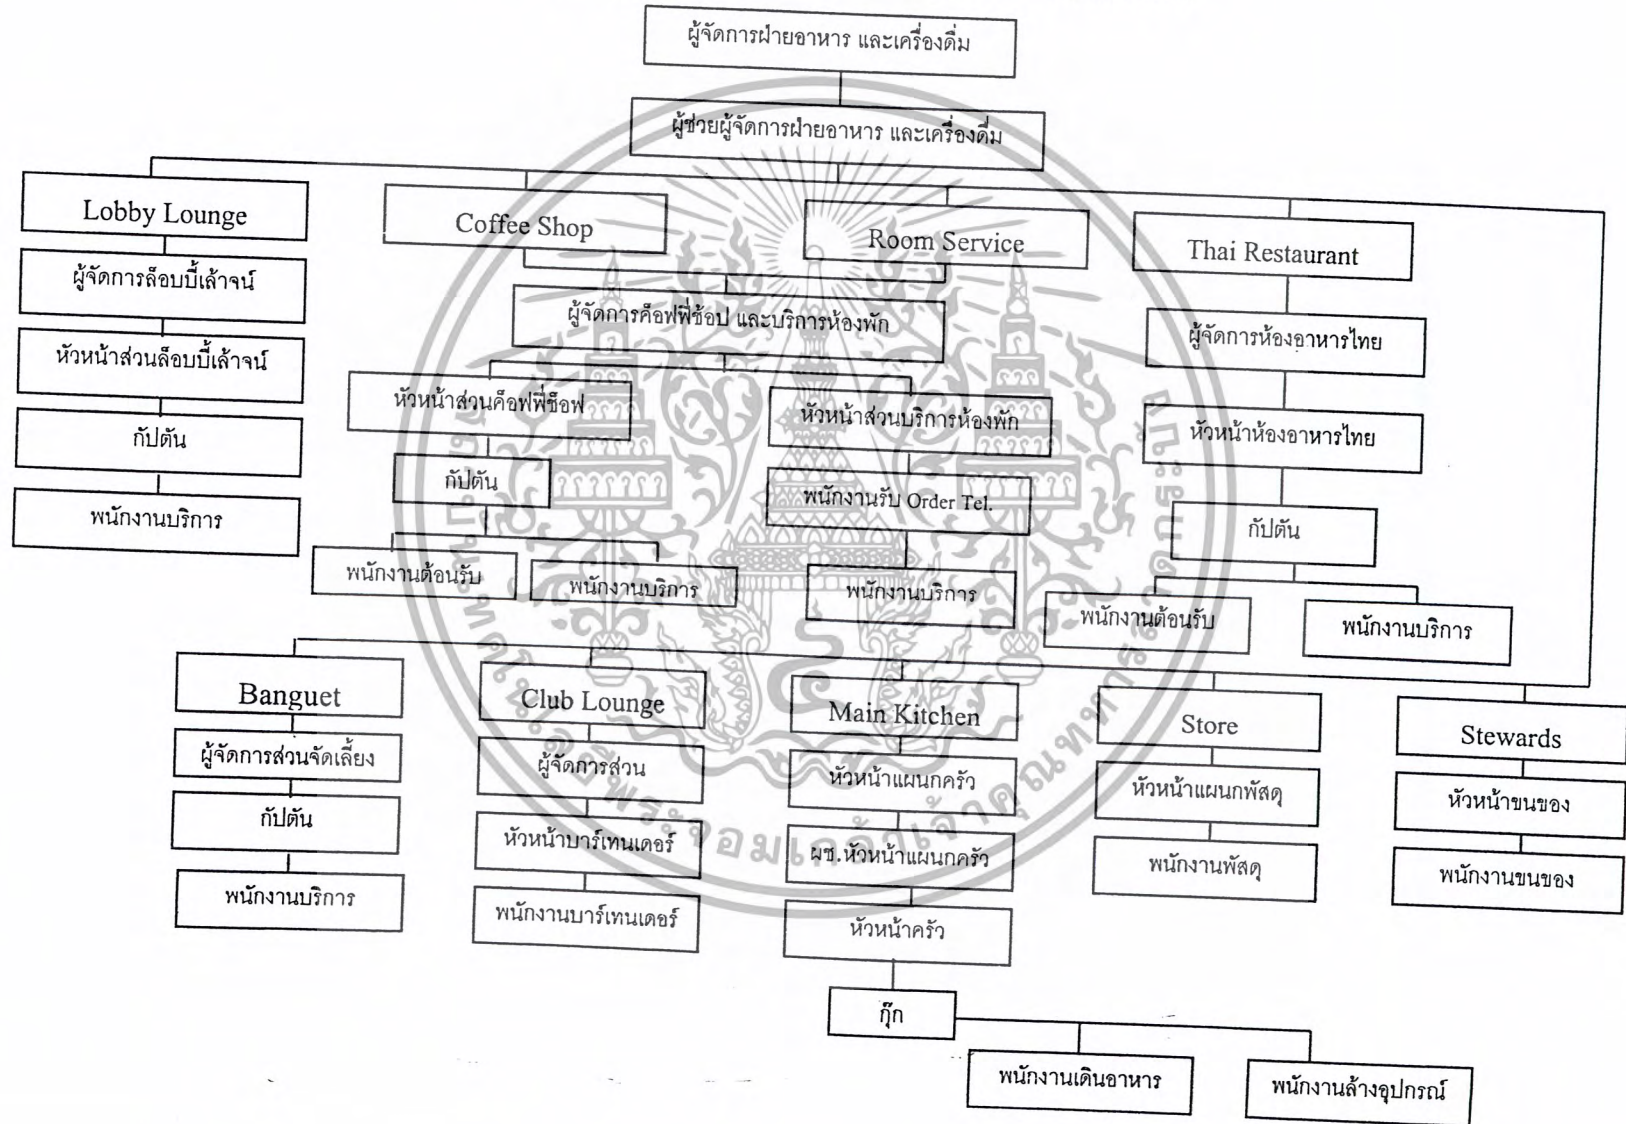 ผู้จัดการฝ่ายอาหาร และเครื่องดื่ม
ผู้ช่วยผู้จัดการฝ่ายอาหาร และเครื่องดื่ม
Lobby Lounge
Coffee Shop
Room Service
Thai Restaurant
ผู้จัดการล็อบบี้เล้าจน์
ผู้จัดการค็อฟฟี่ช้อป และบริการห้องพัก
ผู้จัดการห้องอาหารไทย
หัวหน้าส่วนล็อบบี้เล้าจน์
หัวหน้าส่วนค็อฟฟี่ช็อฟ
หัวหน้าส่วนบริการห้องพัก
หัวหน้าห้องอาหารไทย
กัปตัน
กัปตัน
พนักงานรับ Order Tel.
กัปตัน
พนักงานบริการ
พนักงานต้อนรับ
พนักงานบริการ
พนักงานบริการ
พนักงานต้อนรับ
พนักงานบริการ
Banguet
Club Lounge
Main Kitchen
Store
Stewards
ผู้จัดการส่วนจัดเลี้ยง
ผู้จัดการส่วน
หัวหน้าแผนกครัว
หัวหน้าแผนกพัสดุ
หัวหน้าขนของ
กัปตัน
หัวหน้าบาร์เทนเดอร์
ผช.หัวหน้าแผนกครัว
พนักงานพัสดุ
พนักงานขนของ
พนักงานบริการ
พนักงานบาร์เทนเดอร์
หัวหน้าครัว
กุ๊ก
พนักงานเดินอาหาร
พนักงานล้างอุปกรณ์